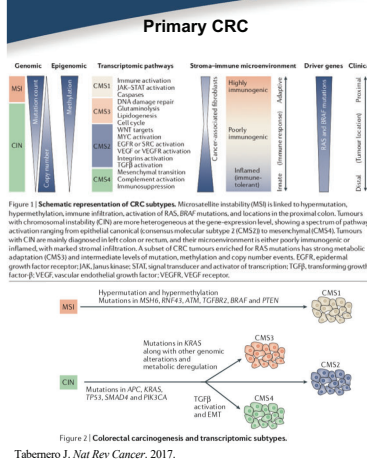 Primary CRC
Genomic Epigenomic Transcriptomic pathways Stroma–immune microenvironment Driver genes Clinical
MSI
CIN
Mutation count
Copy number
Methylation
CMS1
CMS3
CMS2
CMS4
Immune activation
JAK–STAT activation
Caspases
DNA damage repair
Glutaminolysis
Lipidogenesis
Cell cycle
WNT targets
MYC activation
EGFR or SRC activation
VEGF or VEGFR activation
Integrins activation
TGFβ activation
Mesenchymal transition
Complement activation
Immunosuppression
Cancer-associated fibroblasts
Highly
immunogenic
Poorly
immunogenic
Inflamed
(immune-
tolerant)
Innate (Immune response) Adaptive
RAS and BRAF mutations
Distal (Tumour location) Proximal
Figure 1 | Schematic representation of CRC subtypes. Microsatellite instability (MSI) is linked to hypermutation,
hypermethylation, immune infiltration, activation of RAS, BRAF mutations, and locations in the proximal colon. Tumours
with chromosomal instability (CIN) are more heterogeneous at the gene-expression level, showing a spectrum of pathway
activation ranging from epithelial canonical (consensus molecular subtype 2 (CMS2)) to mesenchymal (CMS4). Tumours
with CIN are mainly diagnosed in left colon or rectum, and their microenvironment is either poorly immunogenic or
inflamed, with marked stromal infiltration. A subset of CRC tumours enriched for RAS mutations has strong metabolic
adaptation (CMS3) and intermediate levels of mutation, methylation and copy number events. EGFR, epidermal
growth factor receptor; JAK, Janus kinase; STAT, signal transducer and activator of transcription; TGFβ, transforming growth
factor-β; VEGF, vascular endothelial growth factor; VEGFR, VEGF receptor.
MSI
Hypermutation and hypermethylation
Mutations in MSH6, RNF43, ATM, TGFBR2, BRAF and PTEN
CMS1
Mutations in KRAS
along with other genomic
alterations and
metabolic deregulation
CMS3
CIN
Mutations in APC, KRAS,
TP53, SMAD4 and PIK3CA
CMS2
TGFβ
activation
and EMT
CMS4
Figure 2 | Colorectal carcinogenesis and transcriptomic subtypes.
Tabernero J. Nat Rev Cancer. 2017.